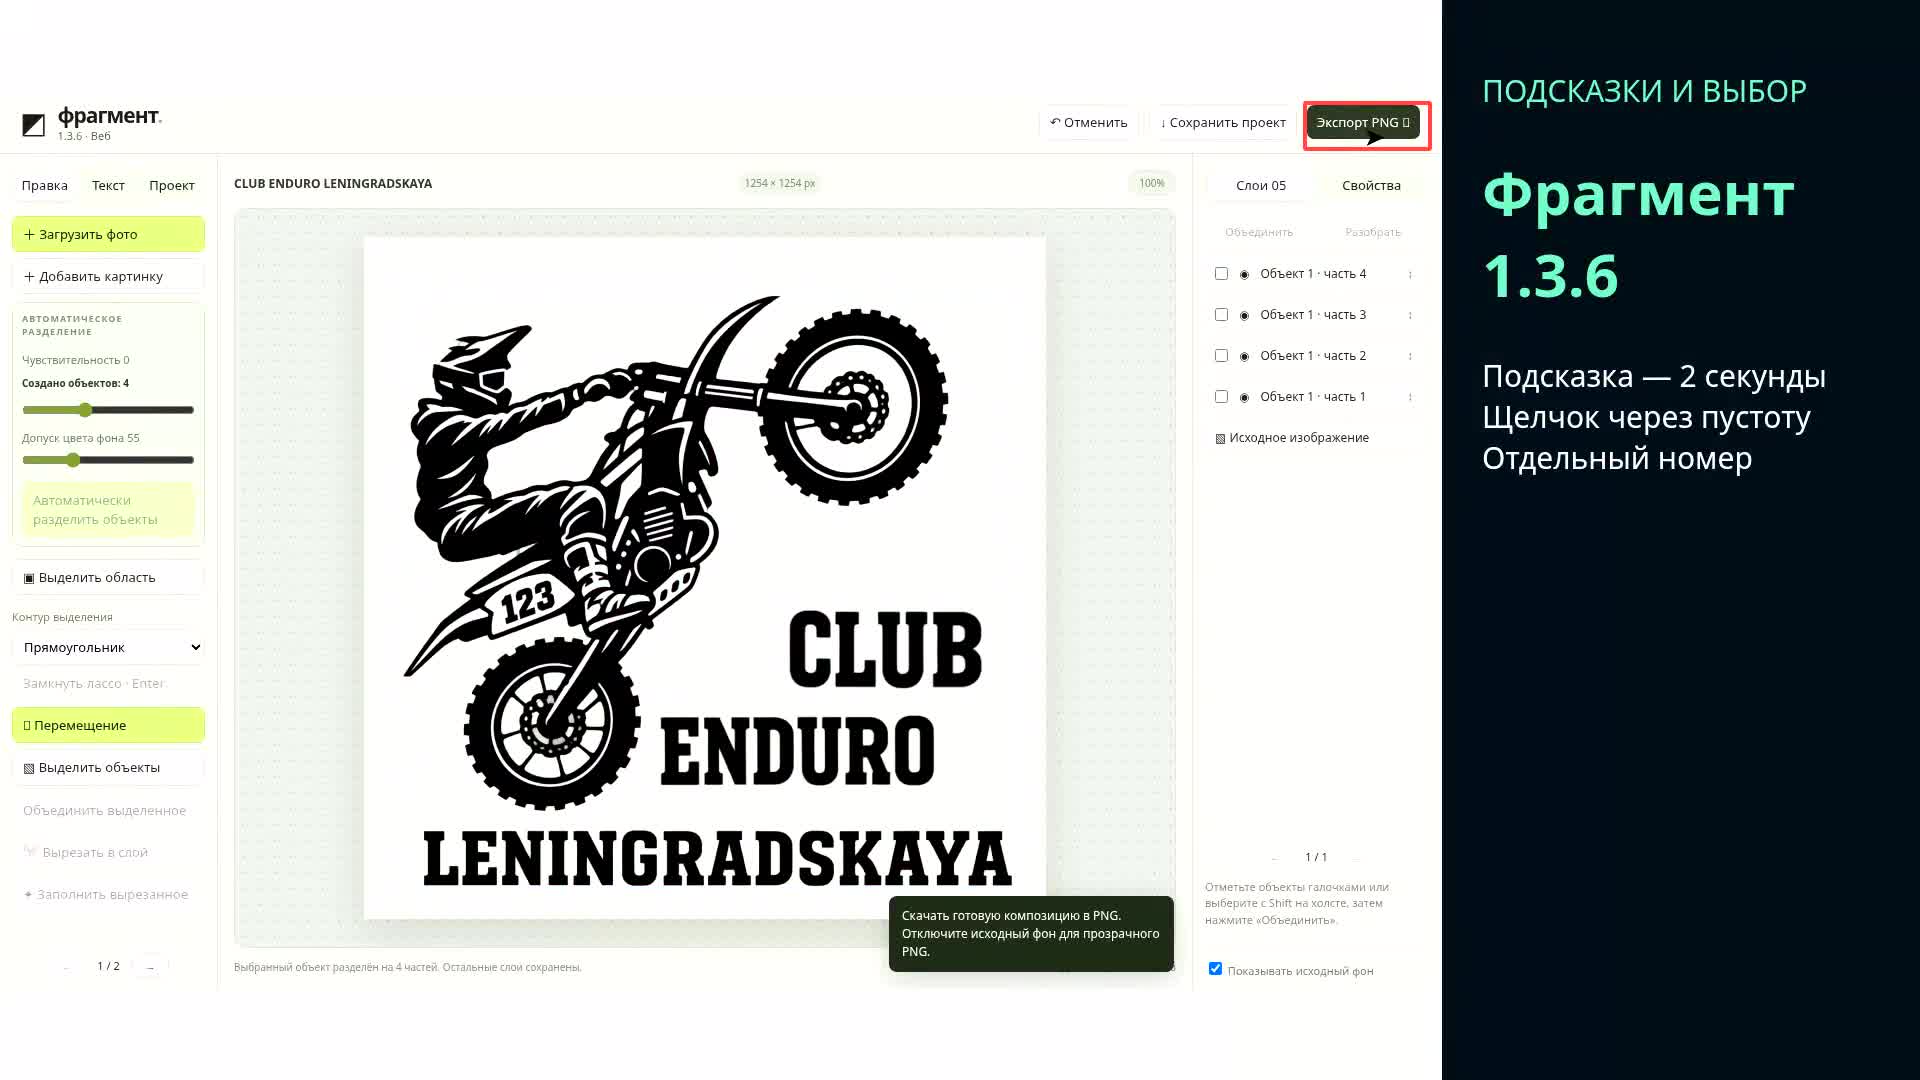 фрагмент.
1.3.6 · Веб
↶ Отменить
↓ Сохранить проект
Экспорт PNG
Правка
Текст
Проект
+ Загрузить фото
+ Добавить картинку
АВТОМАТИЧЕСКОЕ
РАЗДЕЛЕНИЕ
Чувствительность 0
Создано объектов: 4
Допуск цвета фона 55
Автоматически
разделить объекты
Выделить область
Контур выделения
Прямоугольник
Замкнуть лассо · Enter
Перемещение
Выделить объекты
Объединить выделенное
Вырезать в слой
Заполнить вырезанное
← 1 / 2 →
CLUB ENDURO LENINGRADSKAYA
1254 × 1254 px
100%
123
CLUB
ENDURO
LENINGRADSKAYA
Скачать готовую композицию в PNG.
Отключите исходный фон для прозрачного
PNG.
Выбранный объект разделён на 4 частей. Остальные слои сохранены.
Слои 05
Свойства
Объединить
Разобрать
Объект 1 · часть 4
Объект 1 · часть 3
Объект 1 · часть 2
Объект 1 · часть 1
Исходное изображение
1 / 1
Отметьте объекты галочками или
выберите с Shift на холсте, затем
нажмите «Объединить».
Показывать исходный фон
ПОДСКАЗКИ И ВЫБОР
Фрагмент
1.3.6
Подсказка — 2 секунды
Щелчок через пустоту
Отдельный номер